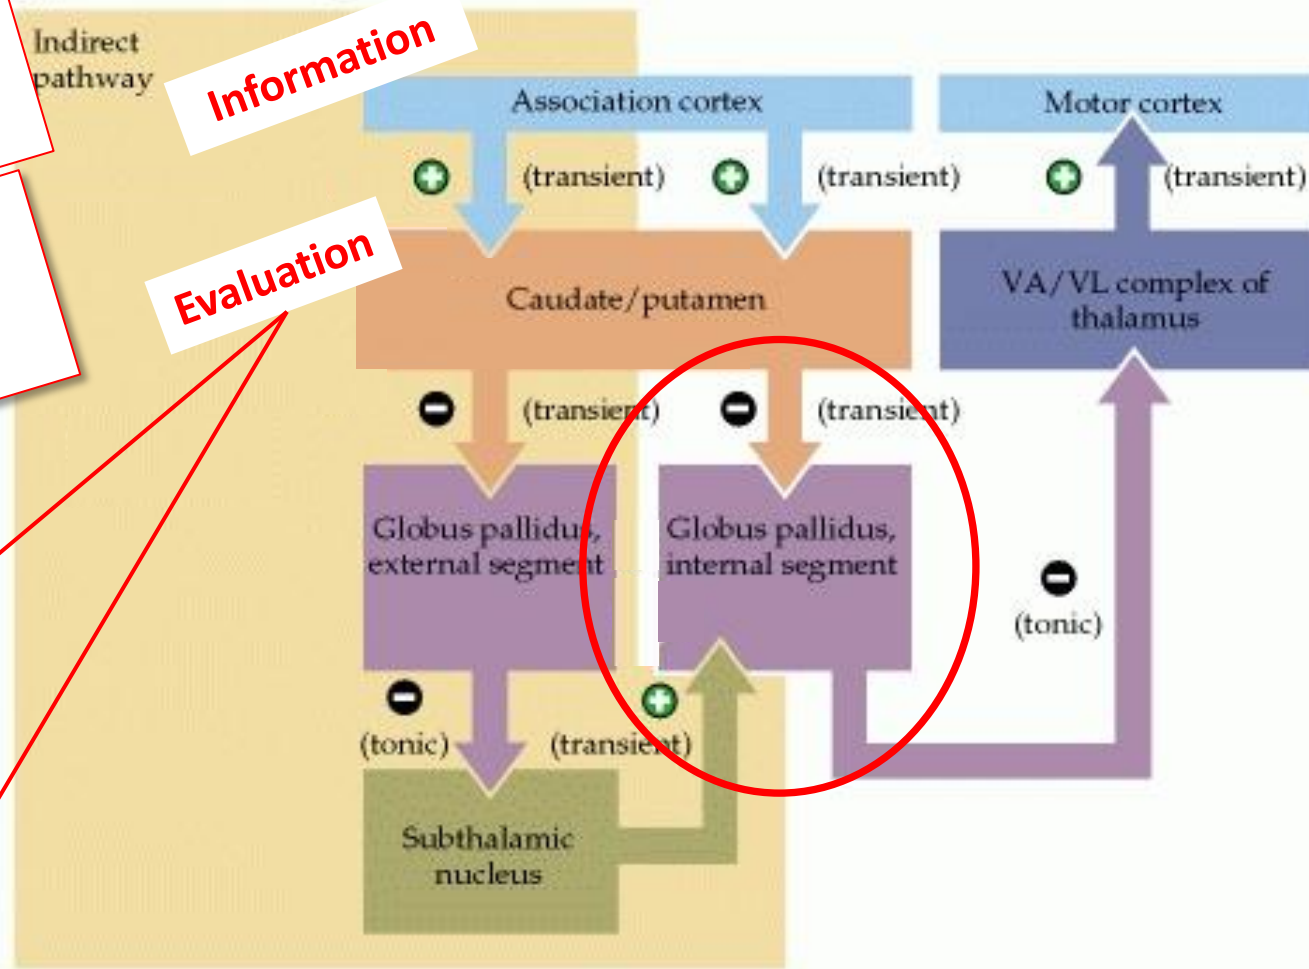 Indirect
pathway
Information
Association cortex
Motor cortex
(transient)
(transient)
(transient)
Evaluation
Caudate/putamen
VA/VL complex of
thalamus
(transient)
(transient)
Globus pallidus,
external segment
Globus pallidus,
internal segment
(tonic)
(tonic)
(transient)
Subthalamic
nucleus